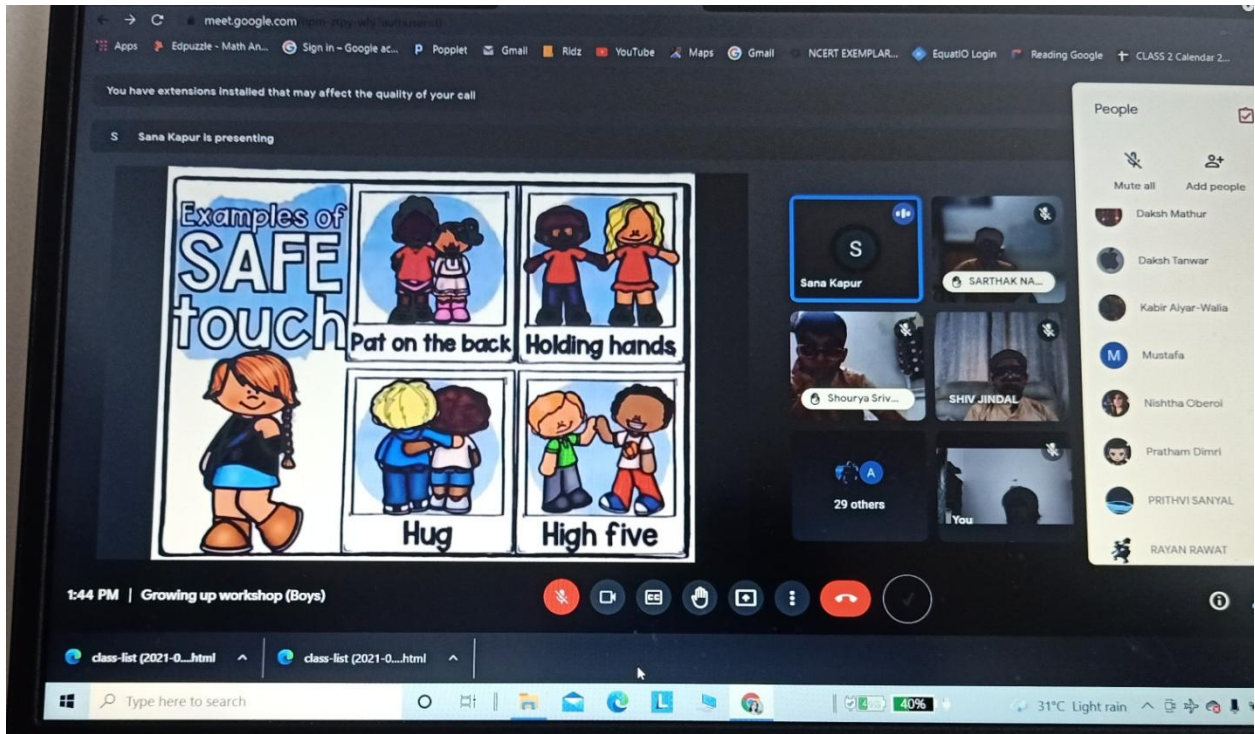 meet.google.com
Apps Edpuzzle - Math An... Sign in – Google ac... Popplet Gmail Ridz YouTube Maps Gmail NCERT EXEMPLAR... EquatIO Login Reading Google CLASS 2 Calendar 2...
You have extensions installed that may affect the quality of your call
S Sana Kapur is presenting
People
Mute all Add people
Examples of
SAFE
touch
Pat on the back Holding hands
Hug High five
S
Sana Kapur
SARTHAK NA...
Shourya Sriv...
SHIV JINDAL
A
29 others
You
Daksh Mathur
Daksh Tanwar
Kabir Aiyar-Walia
M Mustafa
Nishtha Oberoi
Pratham Dimri
PRITHVI SANYAL
RAYAN RAWAT
1:44 PM | Growing up workshop (Boys)
CC
class-list (2021-0....html class-list (2021-0....html
Type here to search
L
40%
31°C Light rain